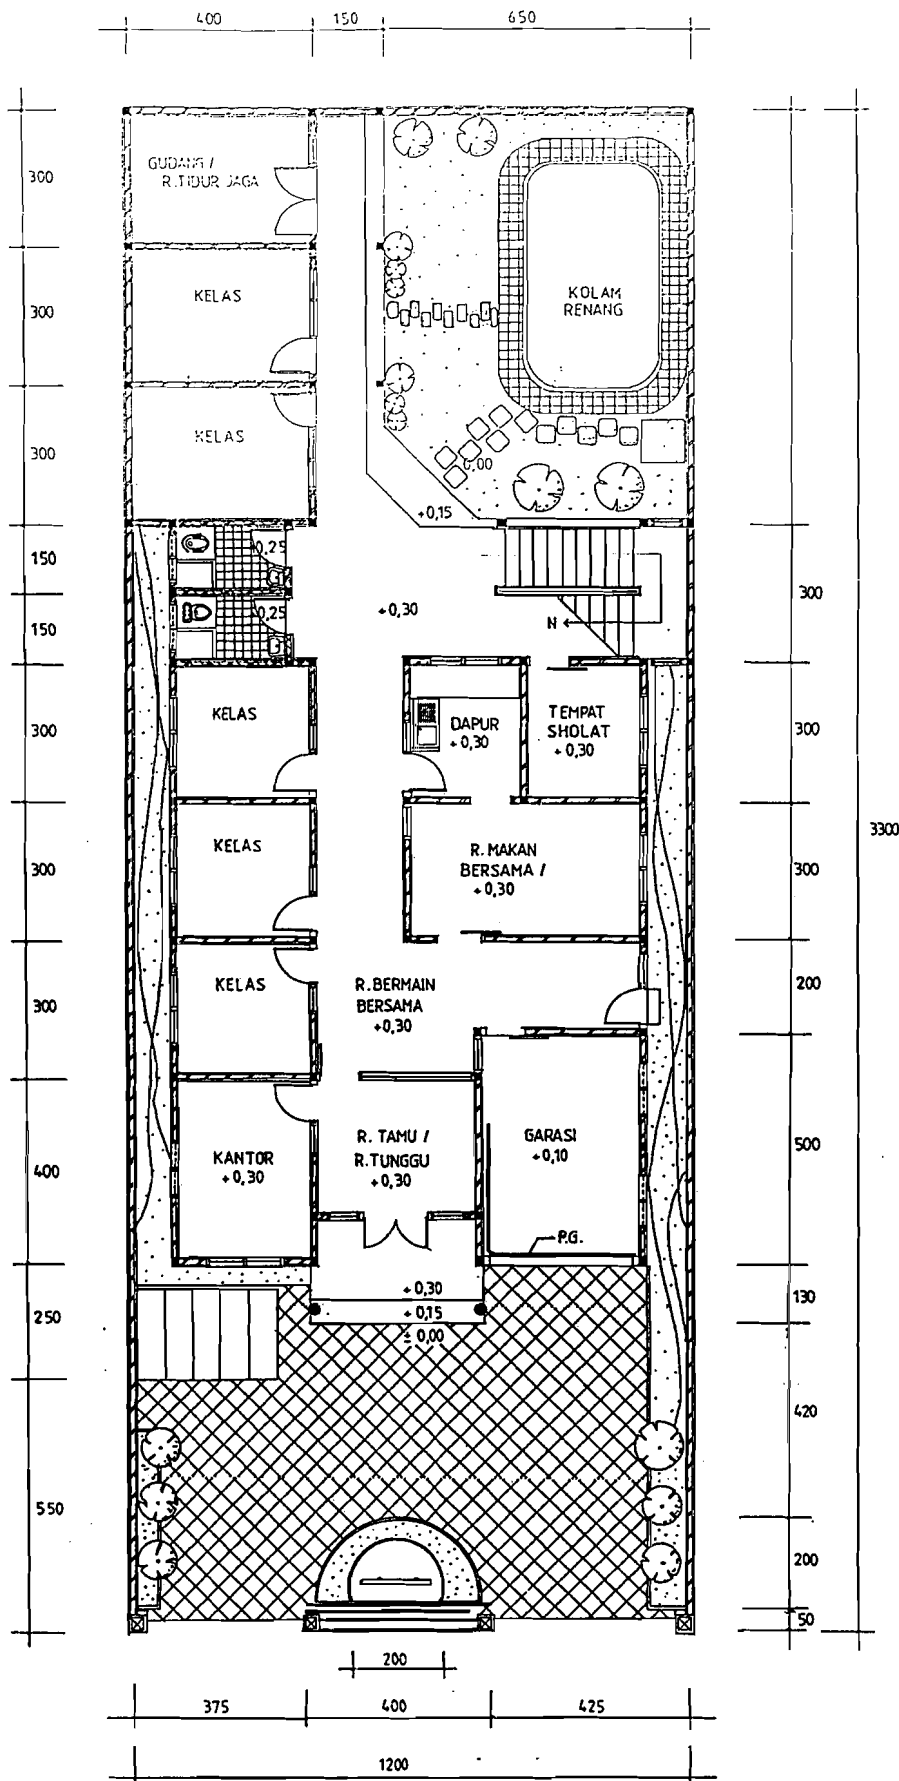 400
150
650
GUDANG /
R.TIDUR JAGA
300
KELAS
300
KOLAM
RENANG
KELAS
300
0,00
+0,15
150
+0,25
300
150
+0,25
+0,30
N
300
KELAS
DAPUR
+0,30
TEMPAT
SHOLAT
+0,30
300
3300
300
KELAS
R. MAKAN
BERSAMA /
+0,30
300
300
KELAS
R.BERMAIN
BERSAMA
+0,30
200
400
KANTOR
+0,30
R. TAMU /
R.TUNGGU
+0,30
GARASI
+0,10
500
P.G.
250
+0,30
+0,15
± 0,00
130
420
550
200
50
200
375
400
425
1200